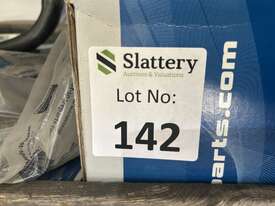 Slattery
Auctions & Valuations
Lot No:
142
parts.com